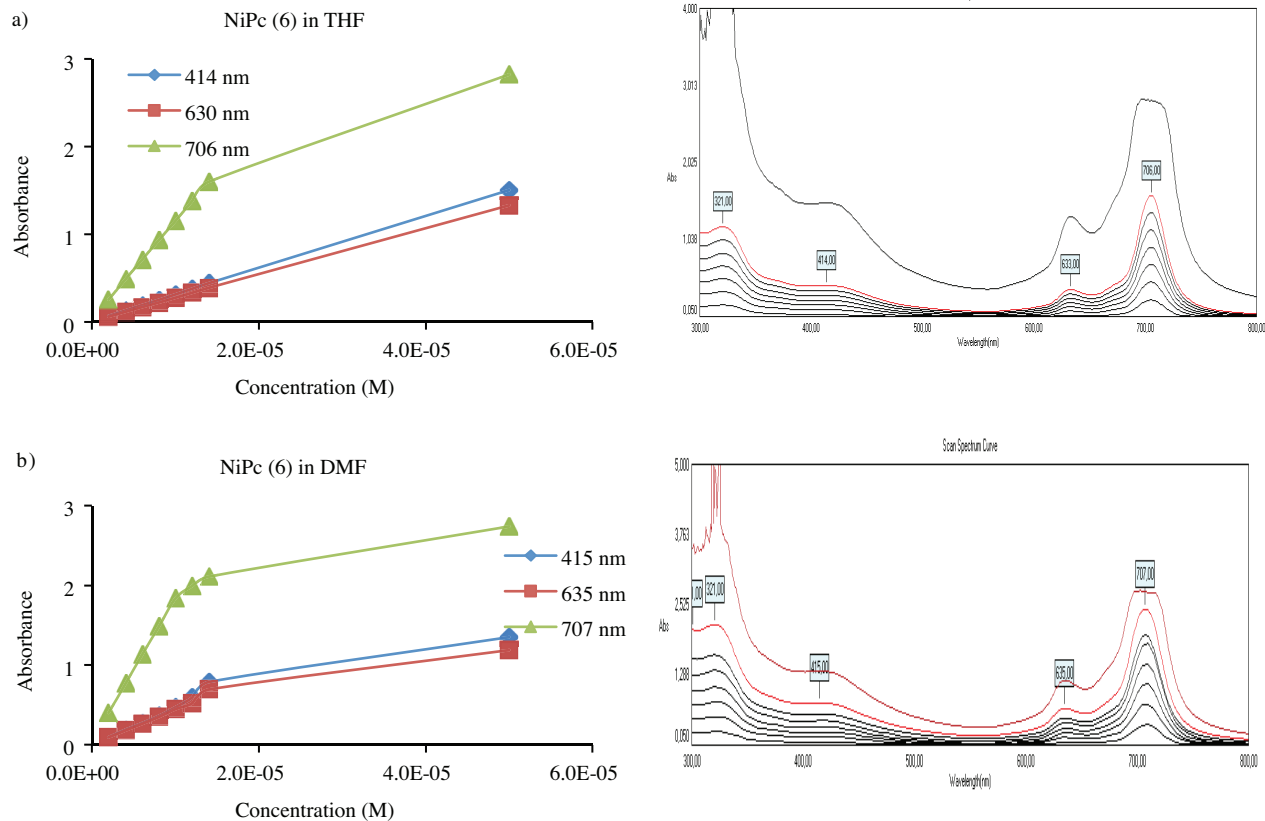 a)
NiPc (6) in THF
3
2
1
0
Absorbance
414 nm
630 nm
706 nm
0.0E+00 2.0E-05 4.0E-05 6.0E-05
Concentration (M)
4,000
3,013
2,025
1,038
0,050
Abs
321,00
414,00
633,00
706,00
300,00 400,00 500,00 600,00 700,00 800,00
Wavelength(nm)
b)
NiPc (6) in DMF
3
2
1
0
Absorbance
415 nm
635 nm
707 nm
0.0E+00 2.0E-05 4.0E-05 6.0E-05
Concentration (M)
Scan Spectrum Curve
5,000
3,763
2,525
1,288
0,050
Abs
321,00
415,00
635,00
707,00
300,00 400,00 500,00 600,00 700,00 800,00
Wavelength(nm)